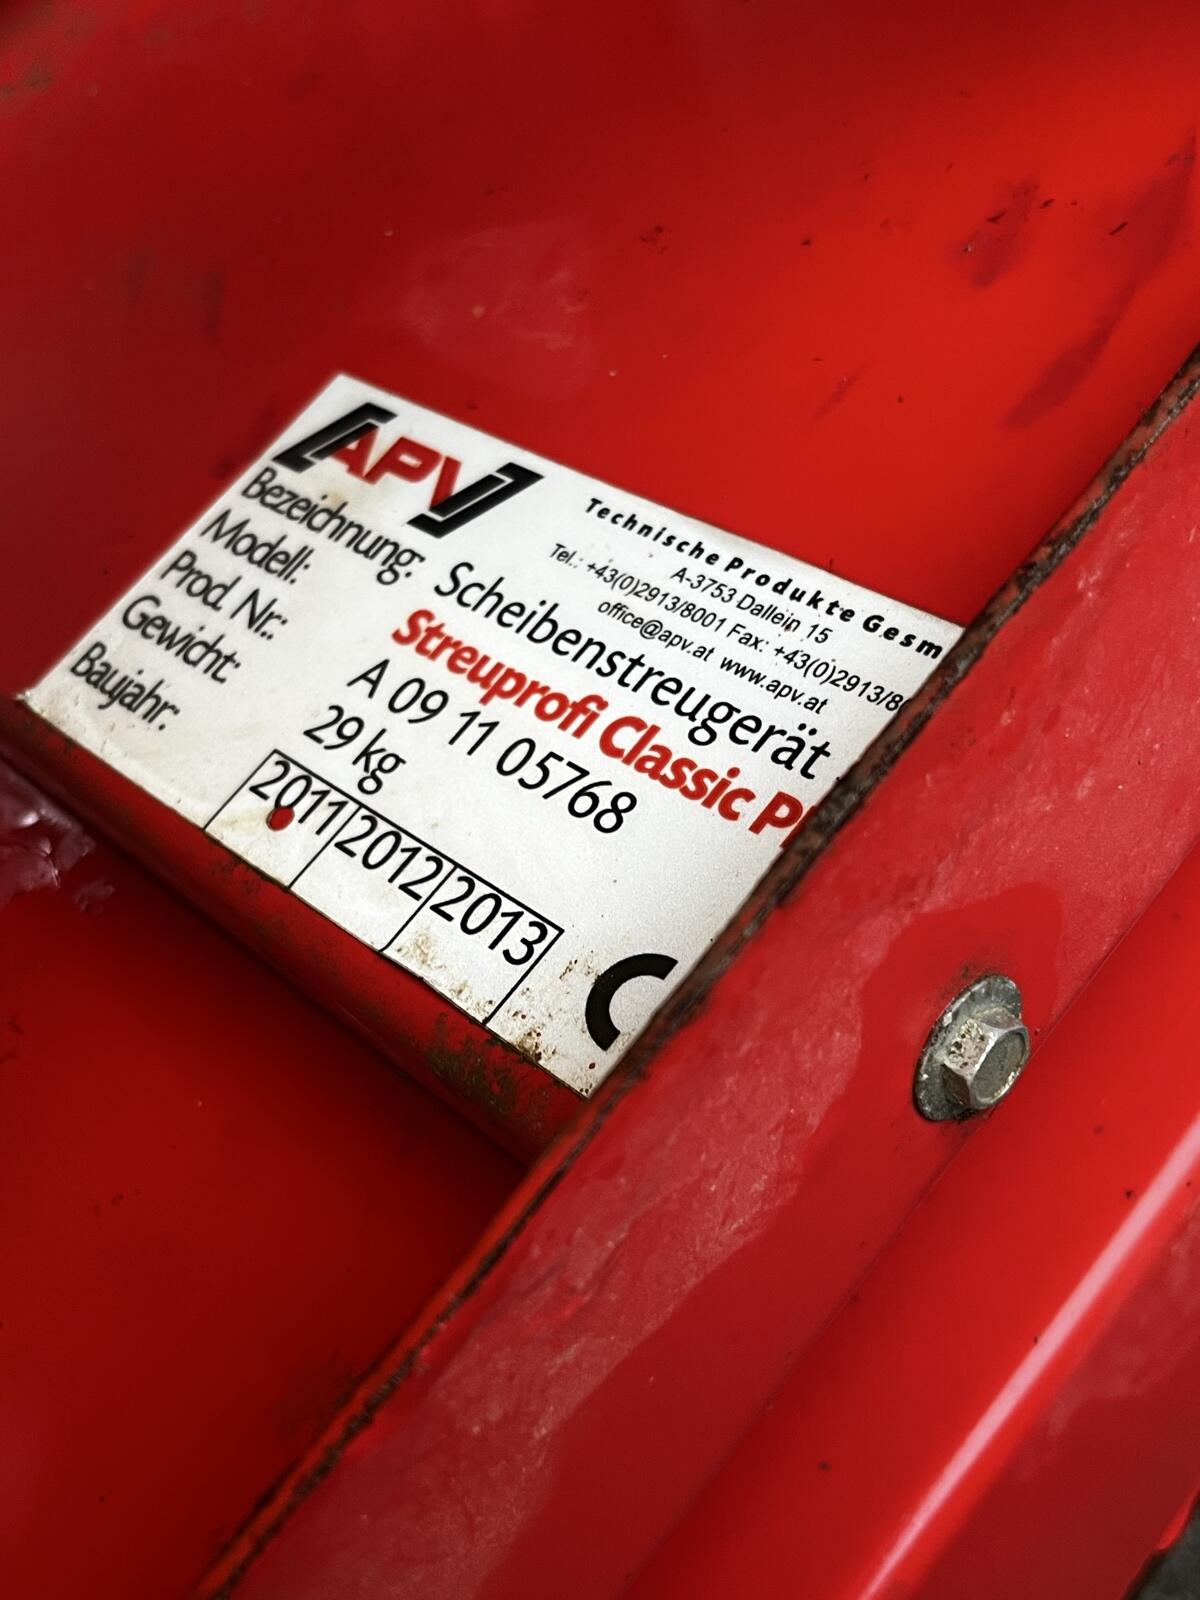 APV
Technische Produkte Gesm
A-3753 Dallein 15
Tel.: +43(0)2913/8001 Fax: +43(0)2913/80
office@apv.at www.apv.at
Bezeichnung: Scheibenstreugerät
Modell: Streuprofi Classic
Prod. Nr.: A 09 11 05768
Gewicht: 29 kg
Baujahr: 2011 2012 2013